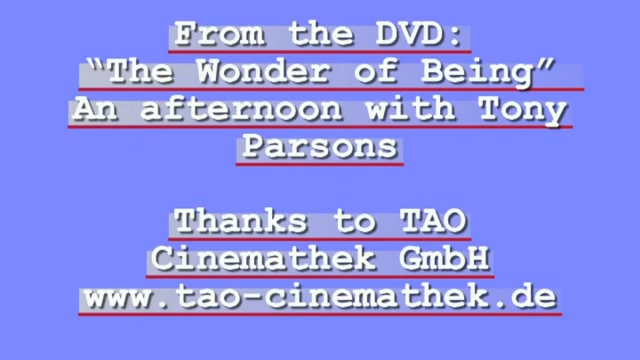 From the DVD:
“The Wonder of Being”
An afternoon with Tony
Parsons
Thanks to TAO
Cinemathek GmbH
www.tao-cinemathek.de